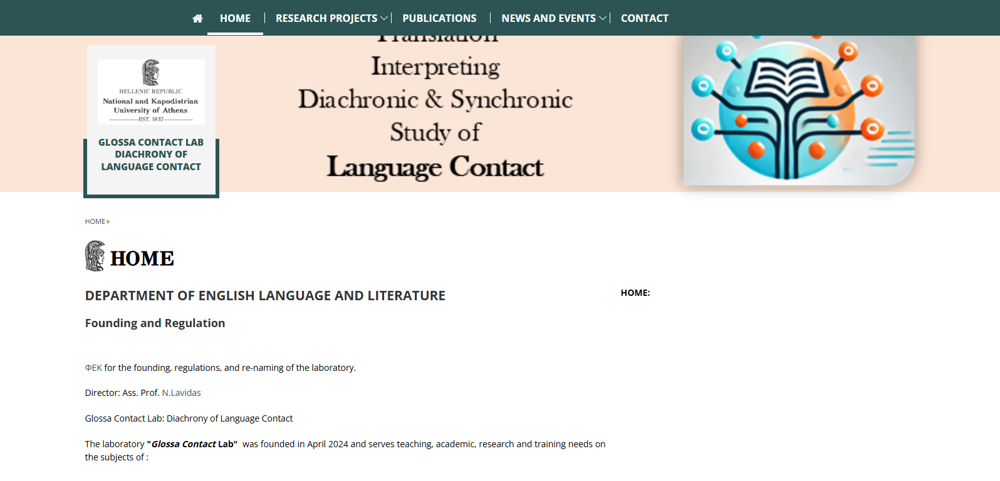 HOME
RESEARCH PROJECTS
PUBLICATIONS
NEWS AND EVENTS
CONTACT
HELLENIC REPUBLIC
National and Kapodistrian
University of Athens
EST. 1837
GLOSSA CONTACT LAB
DIACHRONY OF
LANGUAGE CONTACT
Translation
Interpreting
Diachronic & Synchronic
Study of
Language Contact
HOME»
HOME
DEPARTMENT OF ENGLISH LANGUAGE AND LITERATURE
HOME:
Founding and Regulation
ΦΕΚ for the founding, regulations, and re-naming of the laboratory.
Director: Ass. Prof. N.Lavidas
Glossa Contact Lab: Diachrony of Language Contact
The laboratory "Glossa Contact Lab" was founded in April 2024 and serves teaching, academic, research and training needs on
the subjects of :